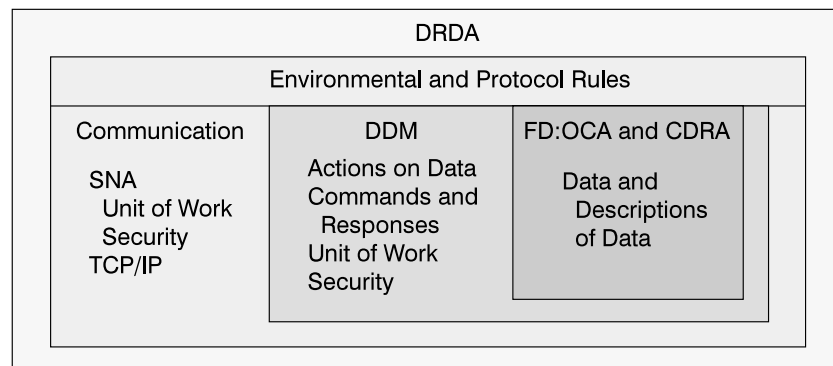 DRDA
Environmental and Protocol Rules
Communication
SNA
Unit of Work
Security
TCP/IP
DDM
Actions on Data
Commands and
Responses
Unit of Work
Security
FD:OCA and CDRA
Data and
Descriptions
of Data